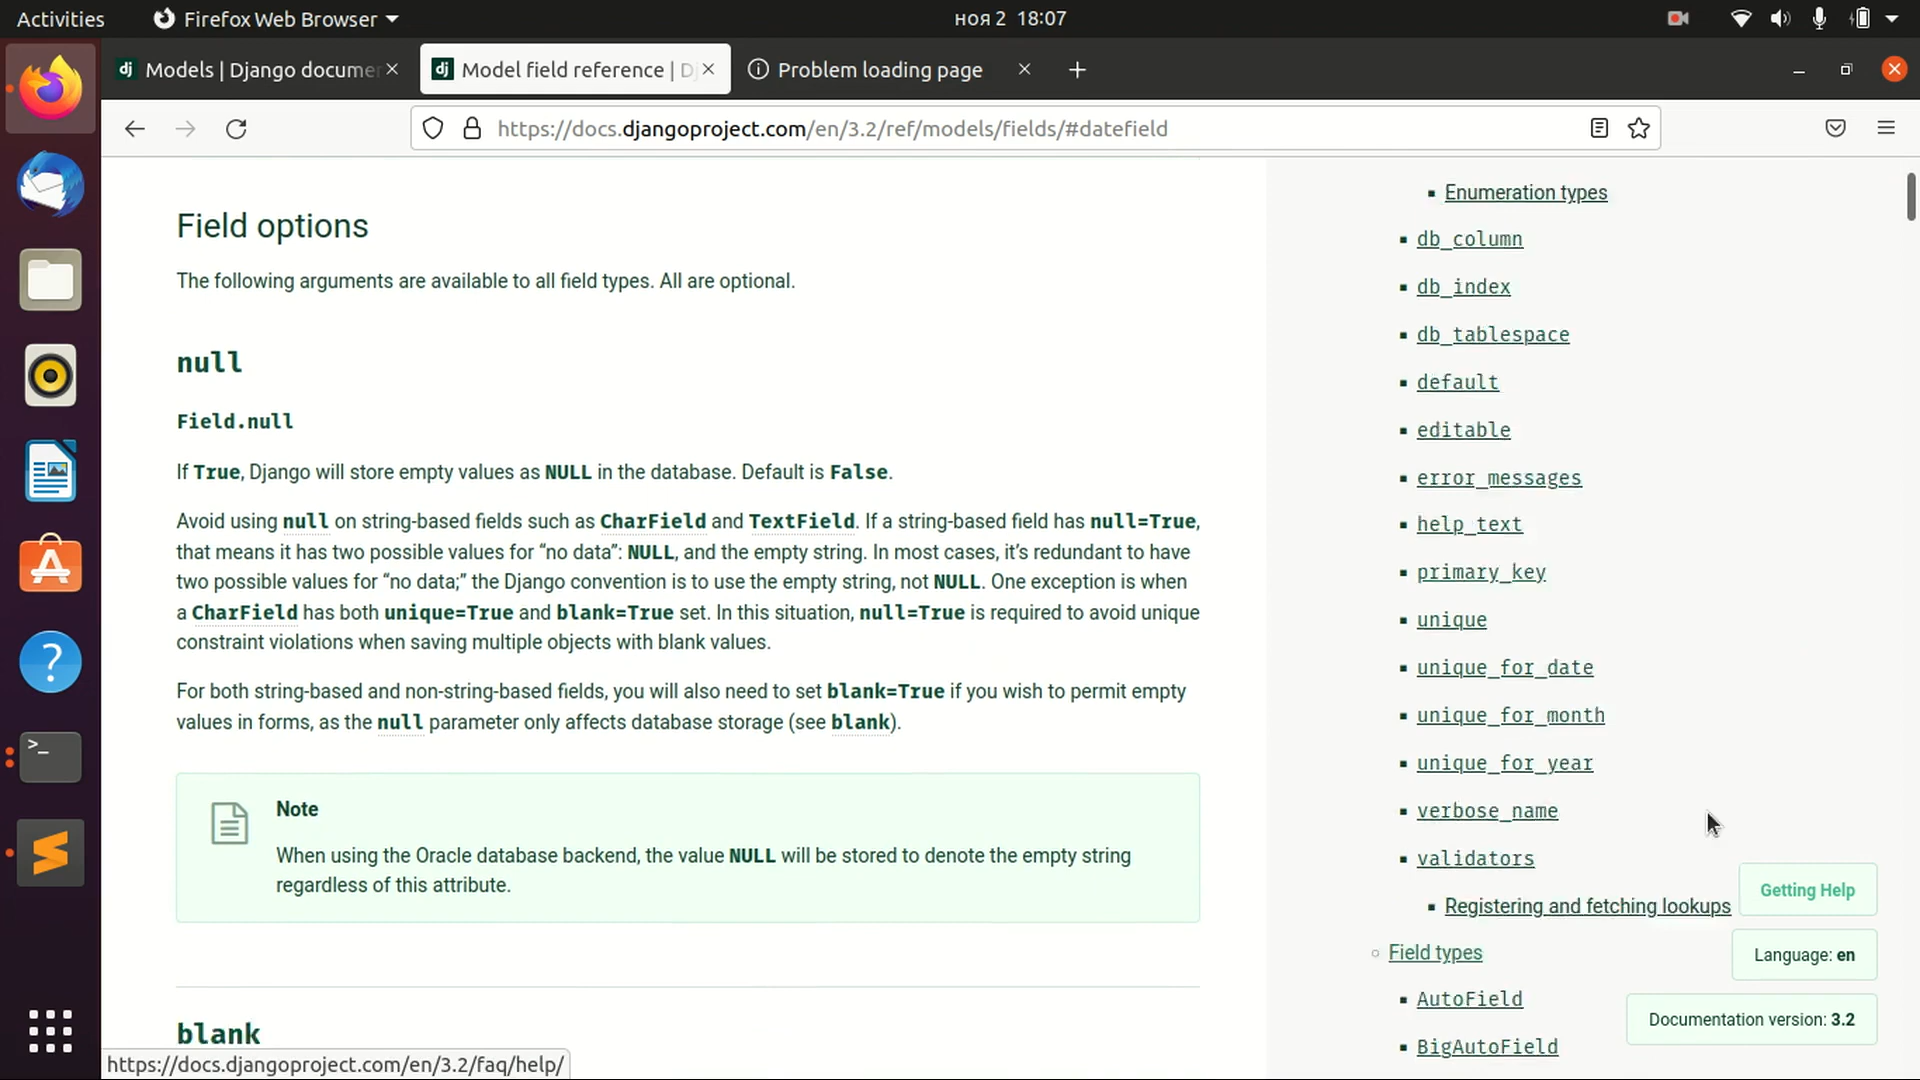 Activities
Firefox Web Browser
ноя 2 18:07
Models | Django docume
Model field reference | D
Problem loading page
https://docs.djangoproject.com/en/3.2/ref/models/fields/#datefield
Field options
The following arguments are available to all field types. All are optional.
null
Field.null
If True, Django will store empty values as NULL in the database. Default is False.
Avoid using null on string-based fields such as CharField and TextField. If a string-based field has null=True,
that means it has two possible values for “no data”: NULL, and the empty string. In most cases, it’s redundant to have
two possible values for “no data;” the Django convention is to use the empty string, not NULL. One exception is when
a CharField has both unique=True and blank=True set. In this situation, null=True is required to avoid unique
constraint violations when saving multiple objects with blank values.
For both string-based and non-string-based fields, you will also need to set blank=True if you wish to permit empty
values in forms, as the null parameter only affects database storage (see blank).
Note
When using the Oracle database backend, the value NULL will be stored to denote the empty string
regardless of this attribute.
blank
https://docs.djangoproject.com/en/3.2/faq/help/
Enumeration types
db_column
db_index
db_tablespace
default
editable
error_messages
help_text
primary_key
unique
unique_for_date
unique_for_month
unique_for_year
verbose_name
validators
Registering and fetching lookups
Field types
AutoField
BigAutoField
Getting Help
Language: en
Documentation version: 3.2